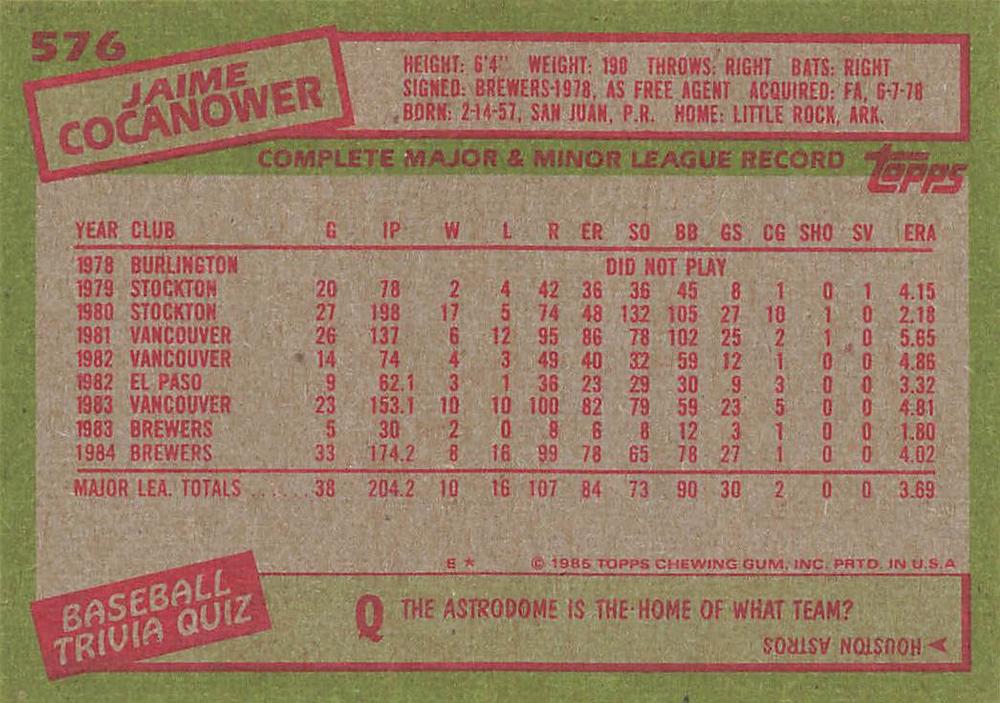 576
JAIME
COCANOWER
HEIGHT: 6'4" WEIGHT: 190 THROWS: RIGHT BATS: RIGHT
SIGNED: BREWERS-1978, AS FREE AGENT ACQUIRED: FA, 6-7-78
BORN: 2-14-57, SAN JUAN, P.R. HOME: LITTLE ROCK, ARK.
COMPLETE MAJOR & MINOR LEAGUE RECORD
topps
YEAR CLUB G IP W L R ER SO BB GS CG SHO SV ERA
1978 BURLINGTON DID NOT PLAY
1979 STOCKTON 20 78 2 4 42 36 36 45 8 1 0 1 4.15
1980 STOCKTON 27 198 17 5 74 48 132 105 27 10 1 0 2.18
1981 VANCOUVER 26 137 6 12 95 86 78 102 25 2 1 0 5.65
1982 VANCOUVER 14 74 4 3 49 40 32 59 12 1 0 0 4.86
1982 EL PASO 9 62.1 3 1 36 23 29 30 9 3 0 0 3.32
1983 VANCOUVER 23 153.1 10 10 100 82 79 59 23 5 0 0 4.81
1983 BREWERS 5 30 2 0 8 6 8 12 3 1 0 0 1.80
1984 BREWERS 33 174.2 8 16 99 78 65 78 27 1 0 0 4.02
MAJOR LEA. TOTALS ....... 38 204.2 10 16 107 84 73 90 30 2 0 0 3.69
E * © 1985 TOPPS CHEWING GUM, INC. PRTD. IN U.S.A
BASEBALL
TRIVIA QUIZ
Q THE ASTRODOME IS THE HOME OF WHAT TEAM?
HOUSTON ASTROS